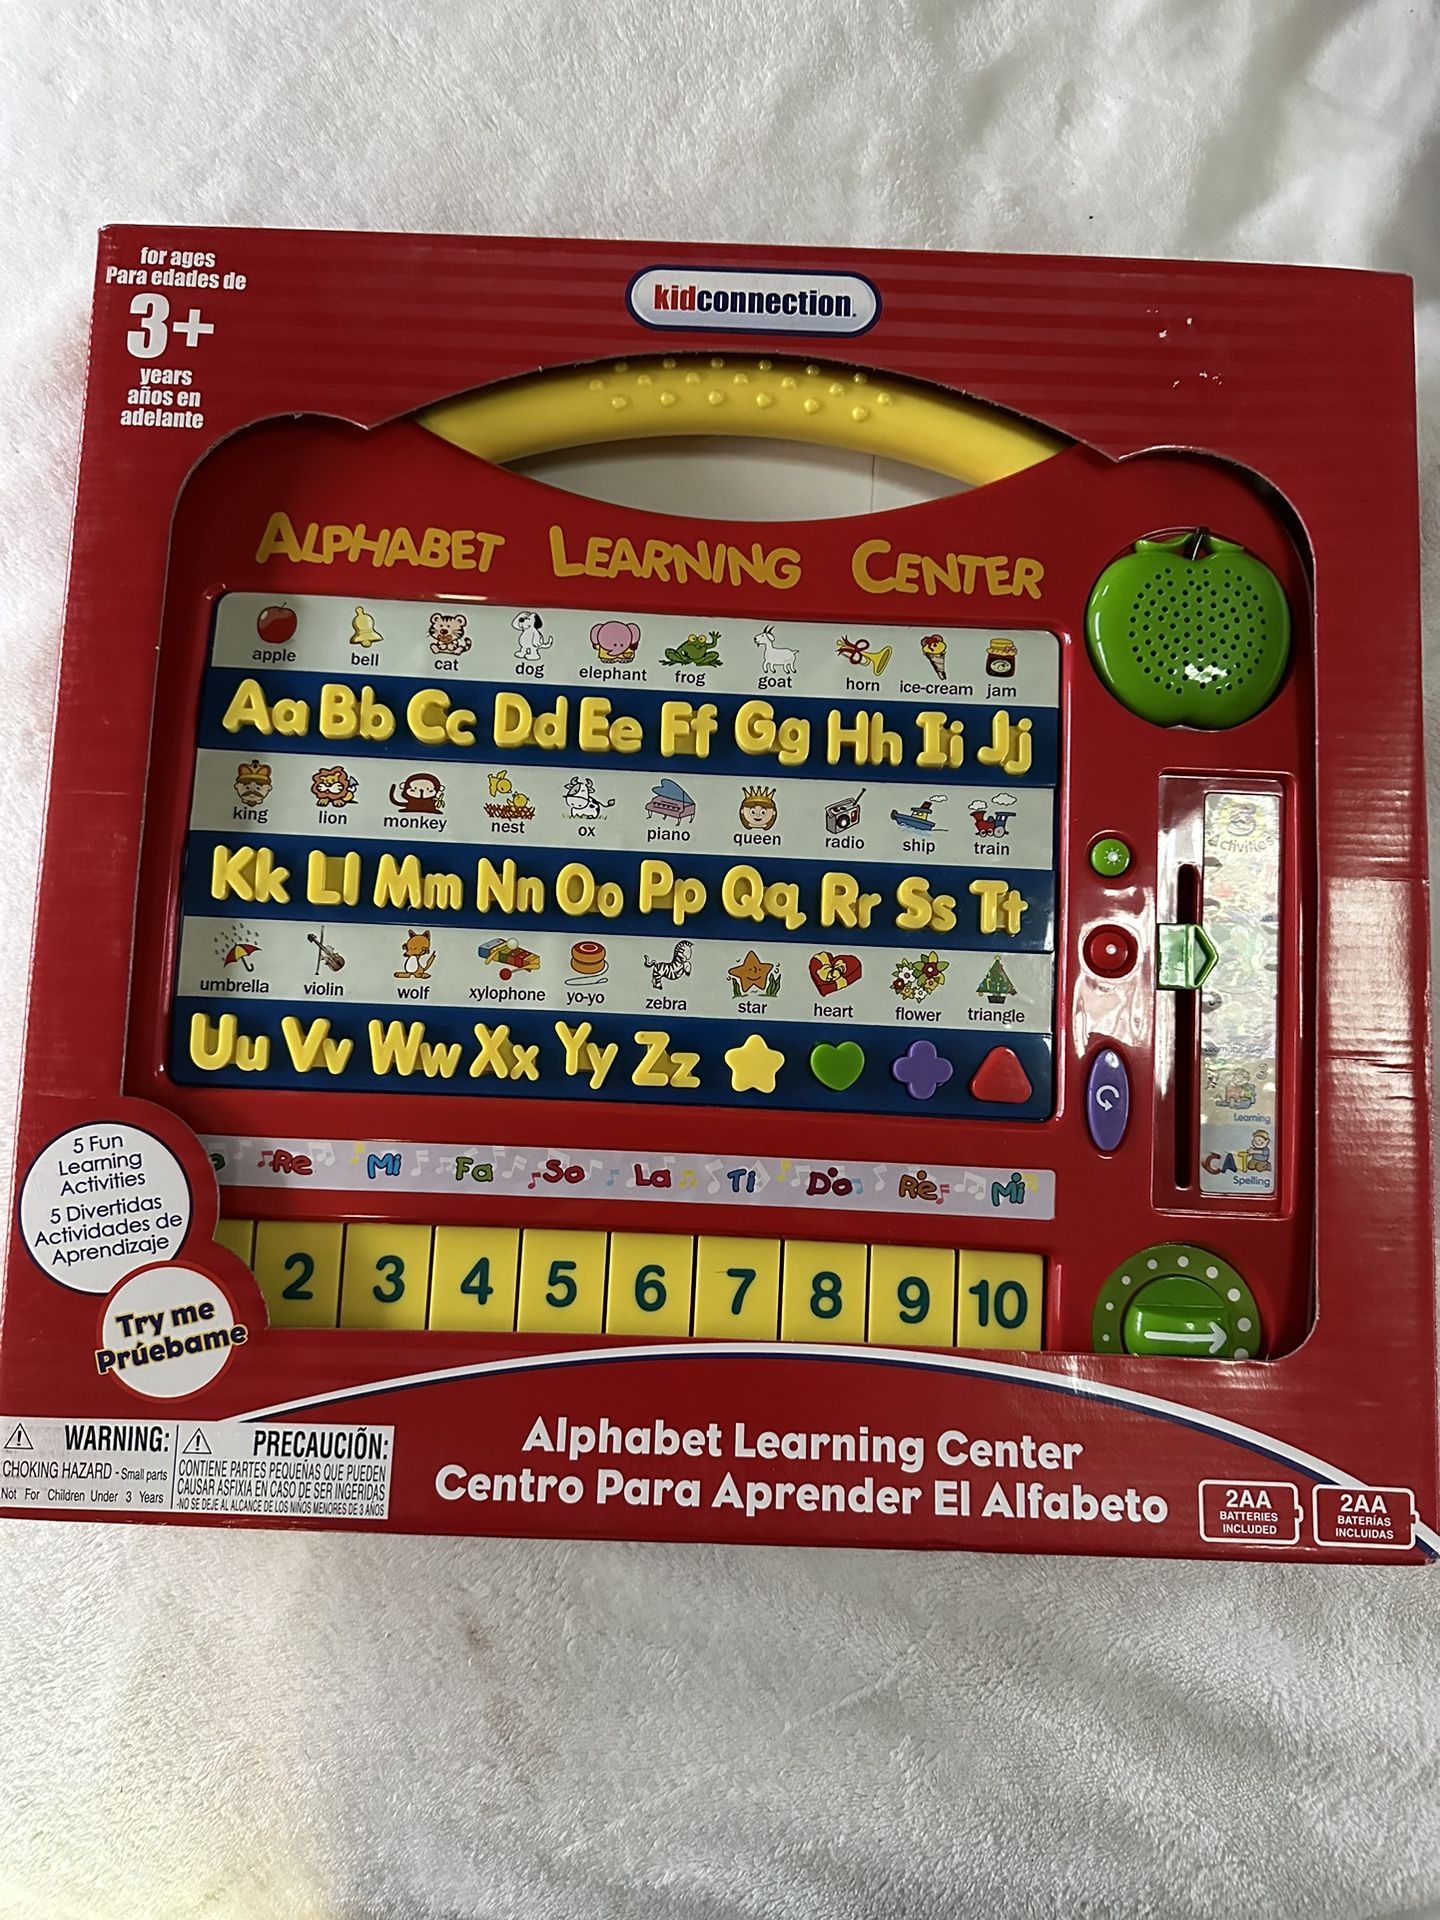 for ages
Para edades de
3+
years
años en
adelante
kidconnection.
ALPHABET LEARNING CENTER
apple bell cat dog elephant frog goat horn ice-cream jam
Aa Bb Cc Dd Ee Ff Gg Hh Ii Jj
king lion monkey nest ox piano queen radio ship train
Kk Ll Mm Nn Oo Pp Qq Rr Ss Tt
umbrella violin wolf xylophone yo-yo zebra star heart flower triangle
Uu Vv Ww Xx Yy Zz
5
Activities
Learning
CAT
Spelling
Re Mi Fa So La Ti Do Re Mi
2 3 4 5 6 7 8 9 10
5 Fun
Learning
Activities
5 Divertidas
Actividades de
Aprendizaje
Try me
Prúebame
WARNING:
CHOKING HAZARD - Small parts
Not For Children Under 3 Years
PRECAUCIÕN:
CONTIENE PARTES PEQUEÑAS QUE PUEDEN
CAUSAR ASFIXIA EN CASO DE SER INGERIDAS
-NO SE DEJE AL ALCANCE DE LOS NIÑOS MENORES DE 3 AÑOS
Alphabet Learning Center
Centro Para Aprender El Alfabeto
2AA
BATTERIES
INCLUDED
2AA
BATERÍAS
INCLUIDAS